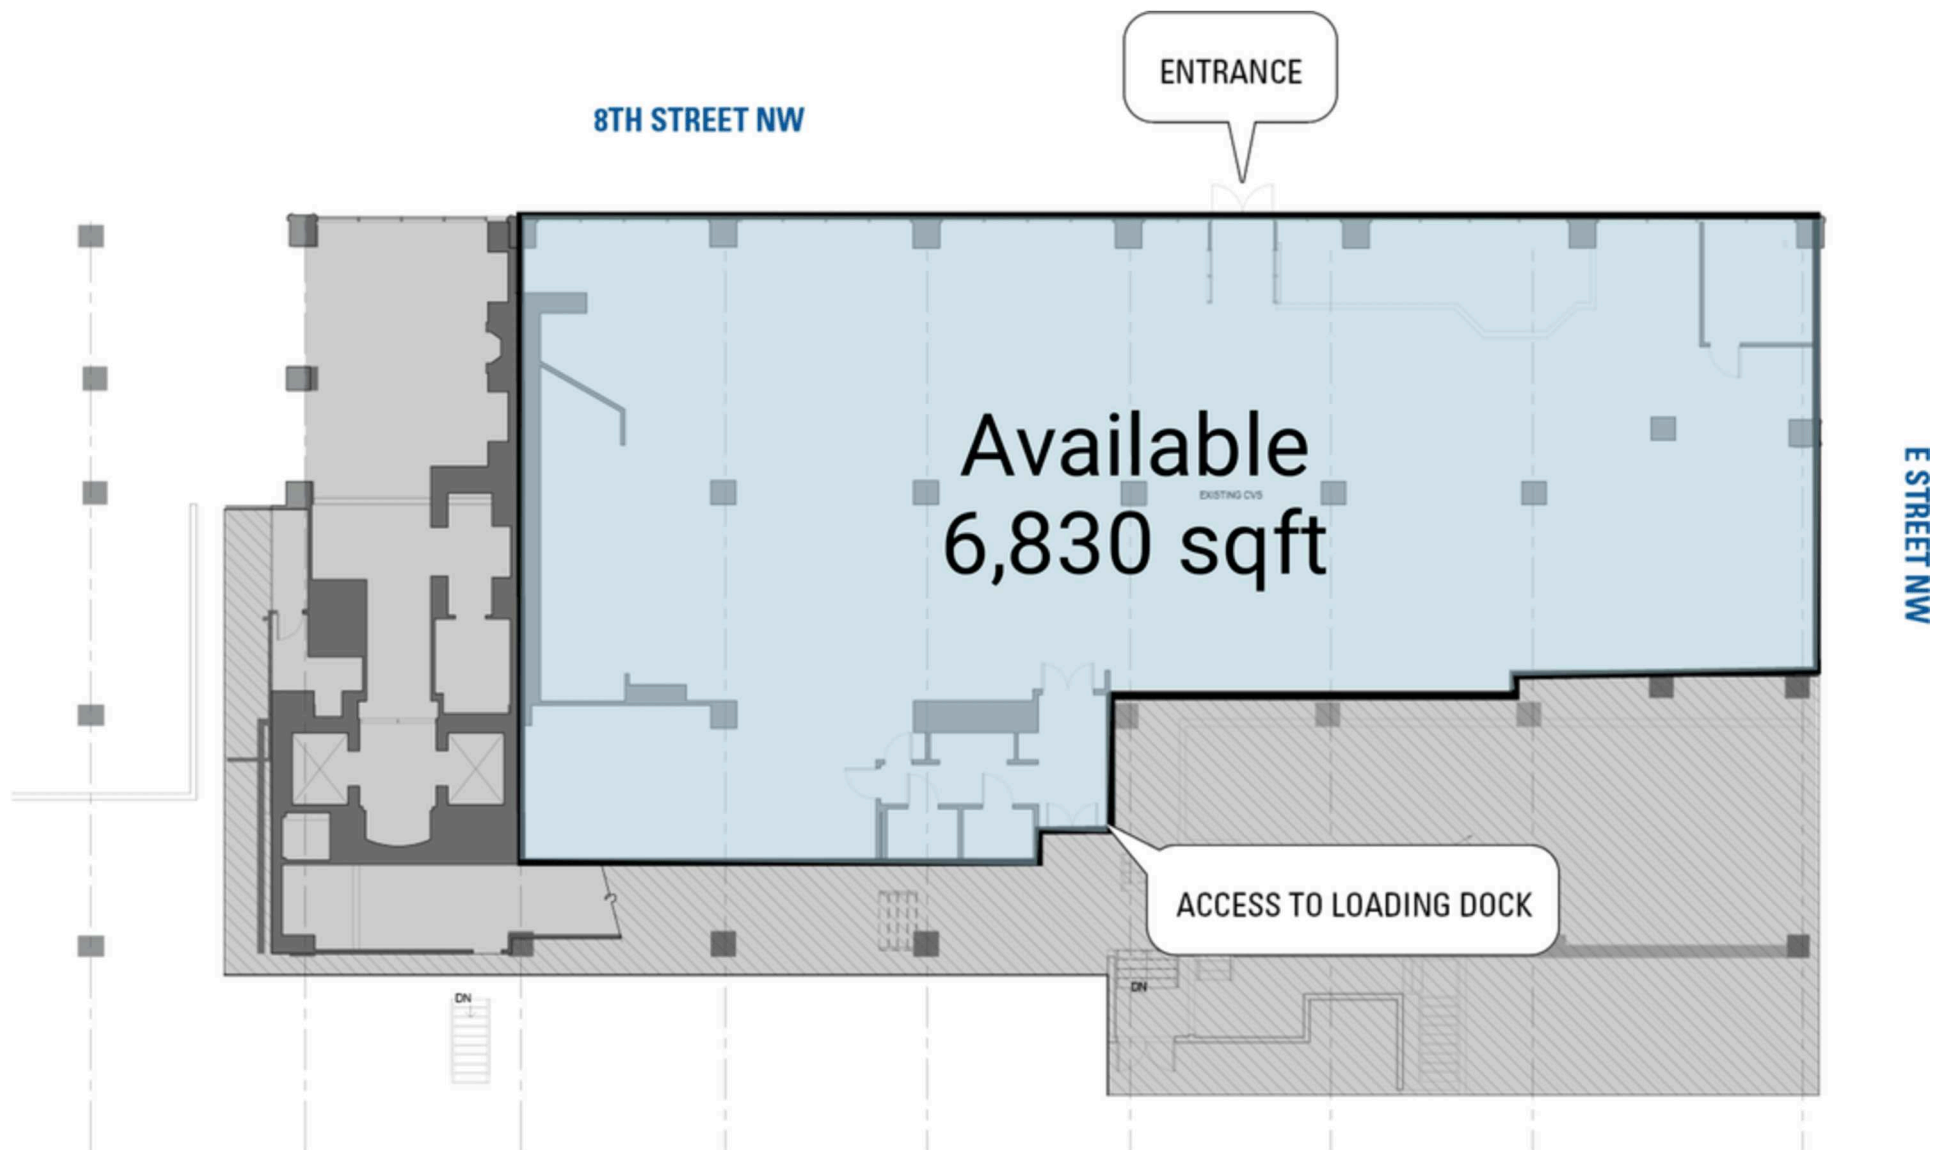 ENTRANCE
8TH STREET NW
Available
EXISTING CVS
6,830 sqft
E STREET NW
ACCESS TO LOADING DOCK
DN
DN